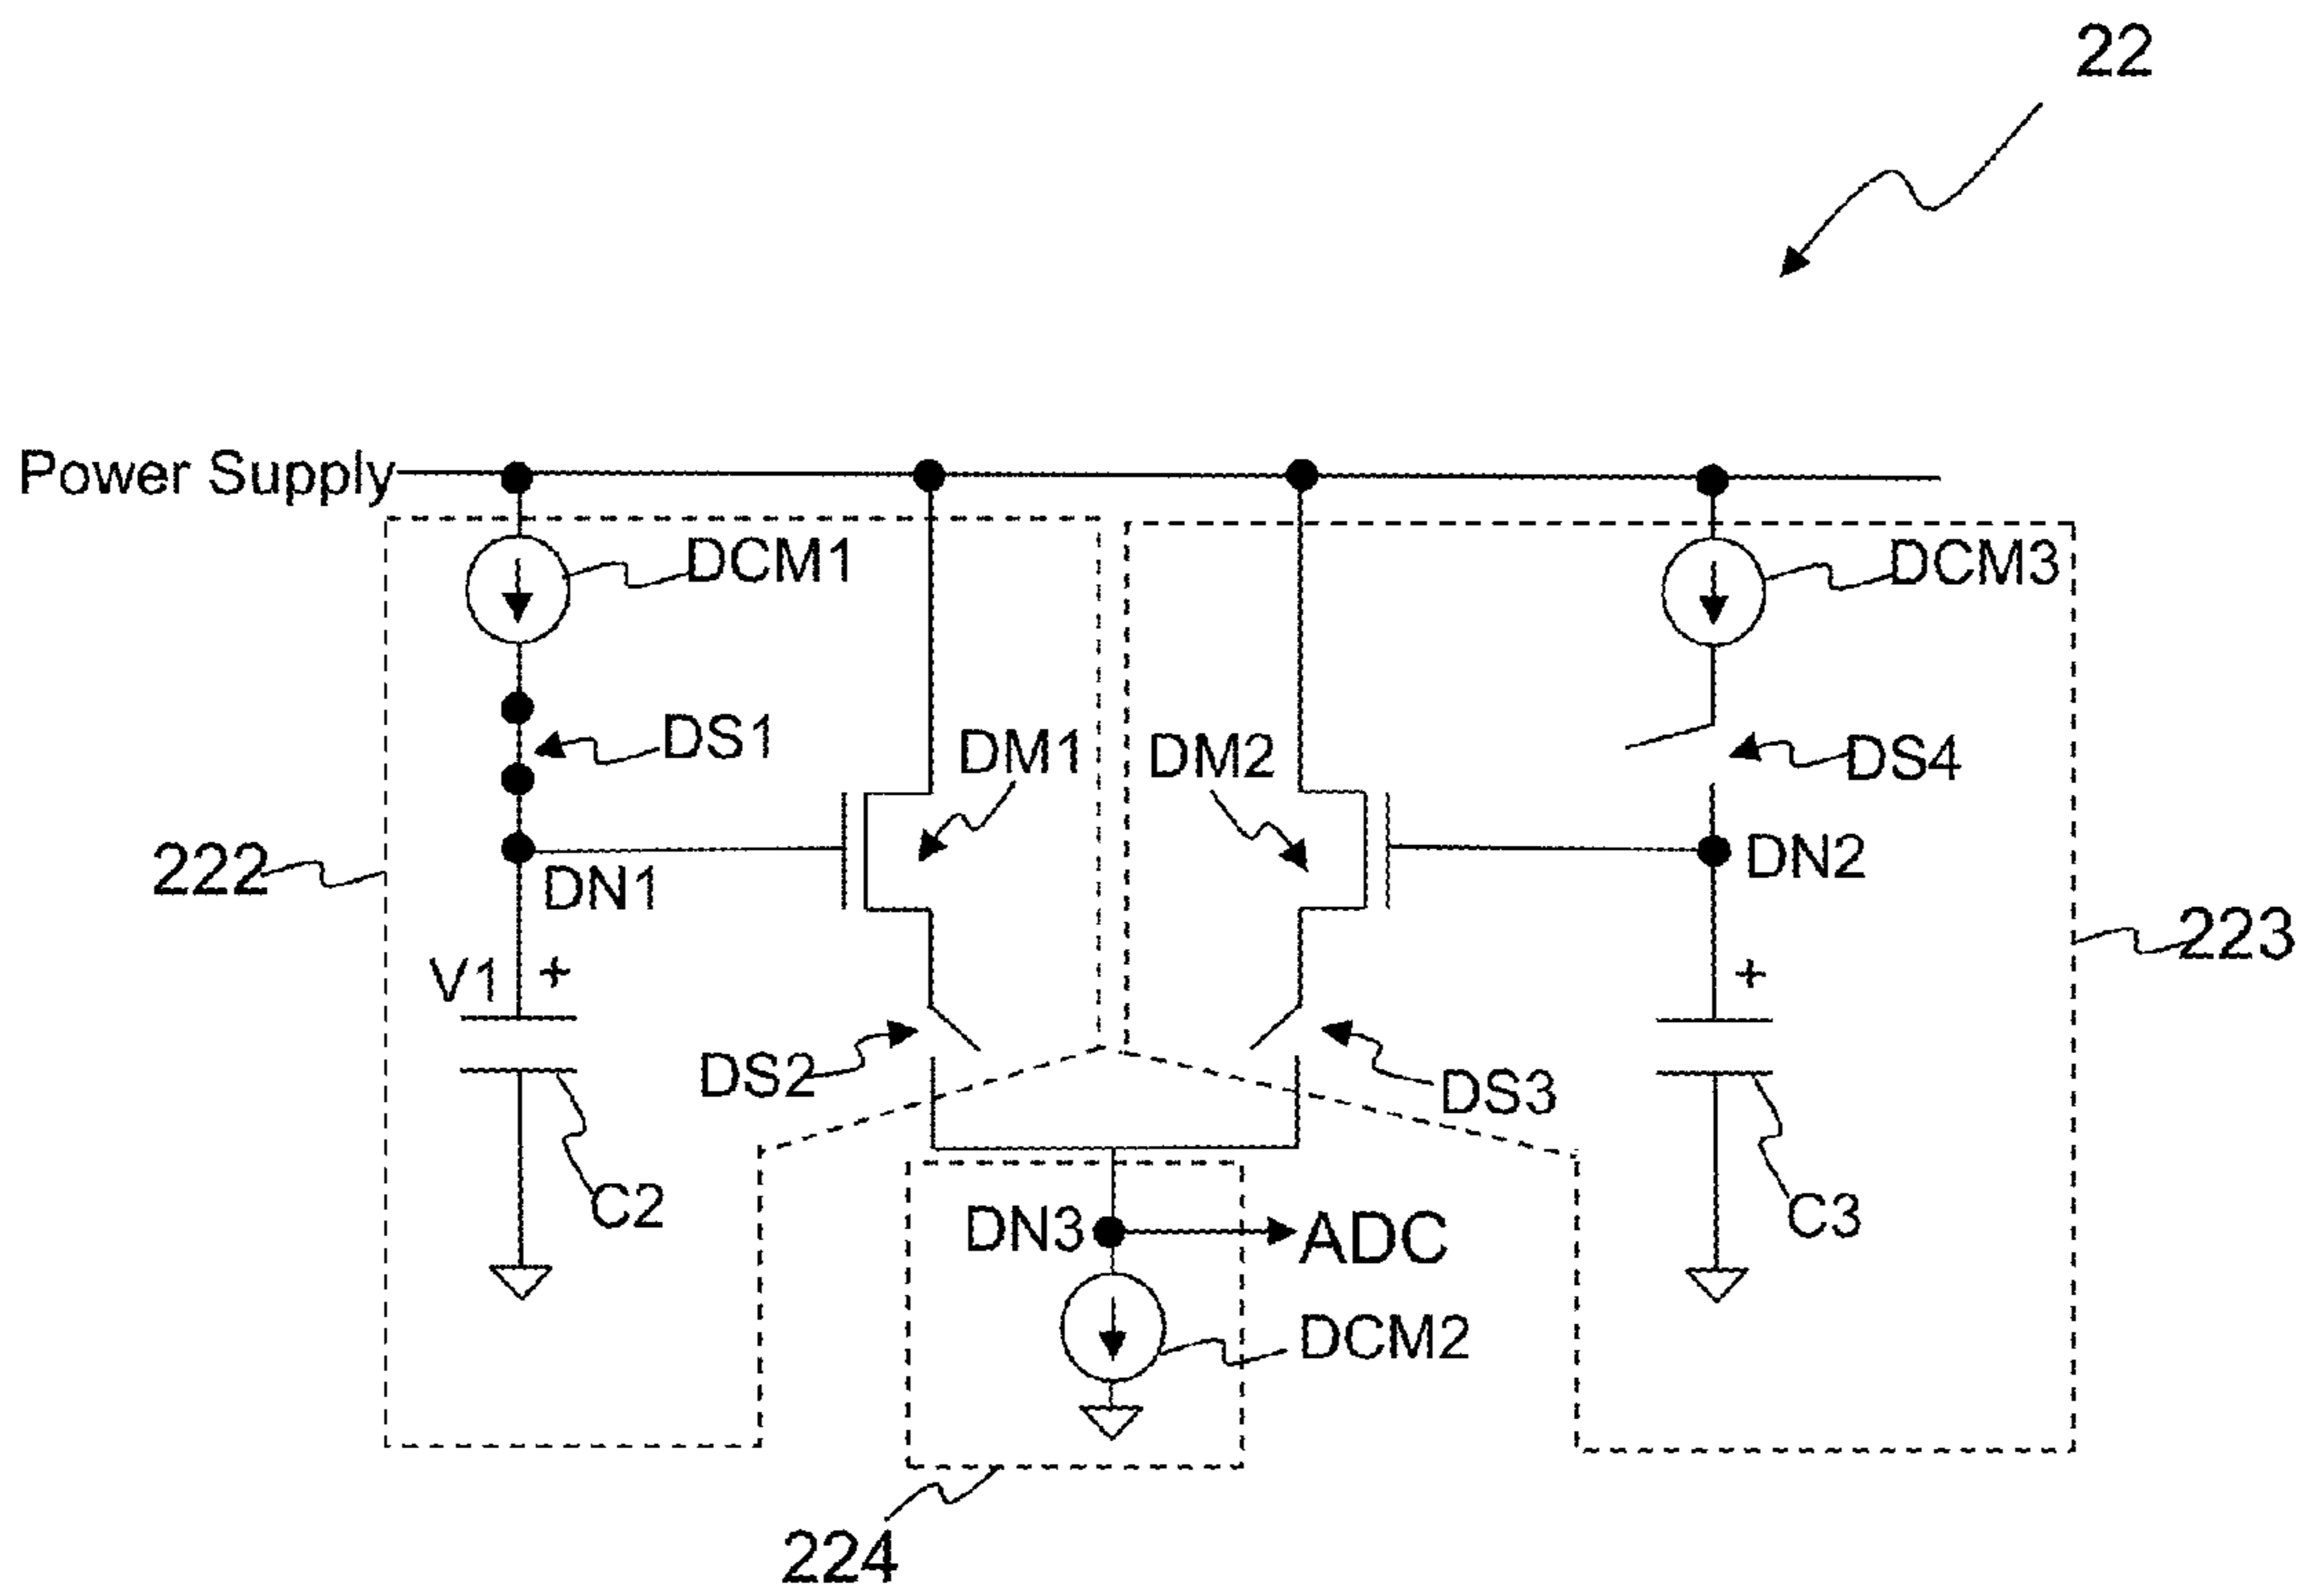 22
Power Supply
DCM1
DCM3
DS1
DM1
DM2
DS4
222
DN1
DN2
223
V1 +
+
DS2
DS3
C2
DN3
ADC
C3
DCM2
224